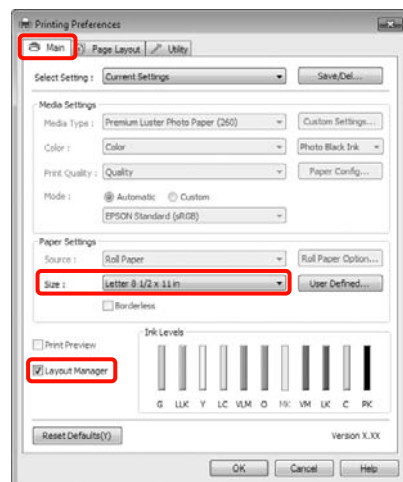 Printing Preferences
Main Page Layout Utility
Select Setting : Current Settings Save/Del...
Media Settings
Media Type : Premium Luster Photo Paper (260) Custom Settings...
Color : Color Photo Black Ink
Print Quality : Quality Paper Config...
Mode : Automatic Custom
EPSON Standard (sRGB)
Paper Settings
Source : Roll Paper Roll Paper Option...
Size : Letter 8 1/2 x 11 in User Defined...
Borderless
Ink Levels
Print Preview
Layout Manager
G LLK Y LC VLM O MK VM LK C PK
Reset Defaults(Y) Version X.XX
OK Cancel Help